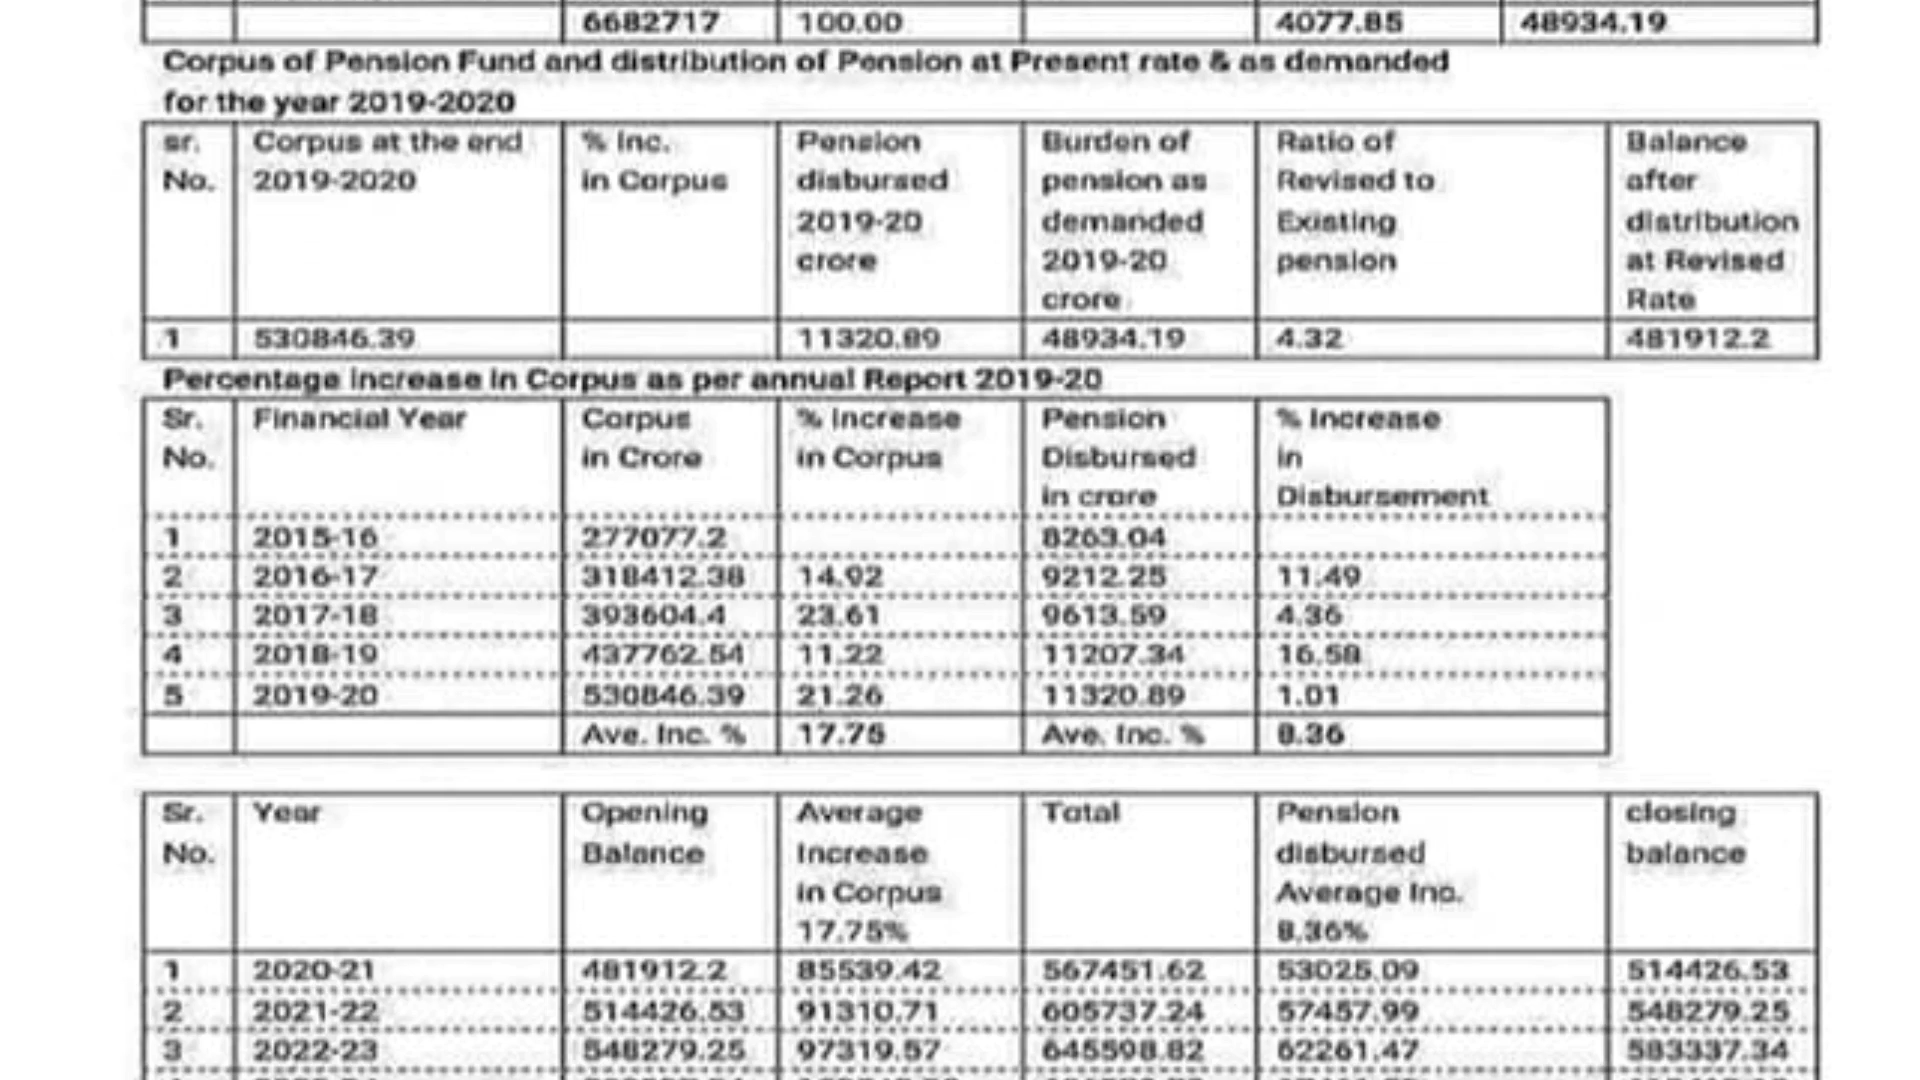 6682717 100.00 4077.85 48934.19
Corpus of Pension Fund and distribution of Pension at Present rate & as demanded
for the year 2019-2020
sr. Corpus at the end % Inc. Pension Burden of Ratio of Balance
No. 2019-2020 in Corpus disbursed pension as Revised to after
2019-20 demanded Existing distribution
crore 2019-20 pension at Revised
crore Rate
1 530846.39 11320.89 48934.19 4.32 481912.2
Percentage increase in Corpus as per annual Report 2019-20
Sr. Financial Year Corpus % Increase Pension % Increase
No. in Crore in Corpus Disbursed in
in crore Disbursement
1 2015-16 277077.2 8263.04
2 2016-17 318412.38 14.92 9212.25 11.49
3 2017-18 393604.4 23.61 9613.59 4.36
4 2018-19 437762.54 11.22 11207.34 16.58
5 2019-20 530846.39 21.26 11320.89 1.01
Ave. Inc. % 17.75 Ave. Inc. % 8.36
Sr. Year Opening Average Total Pension closing
No. Balance Increase disbursed balance
in Corpus Average Inc.
17.75% 8.36%
1 2020-21 481912.2 85539.42 567451.62 53025.09 514426.53
2 2021-22 514426.53 91310.71 605737.24 57457.99 548279.25
3 2022-23 548279.25 97319.57 645598.82 62261.47 583337.34